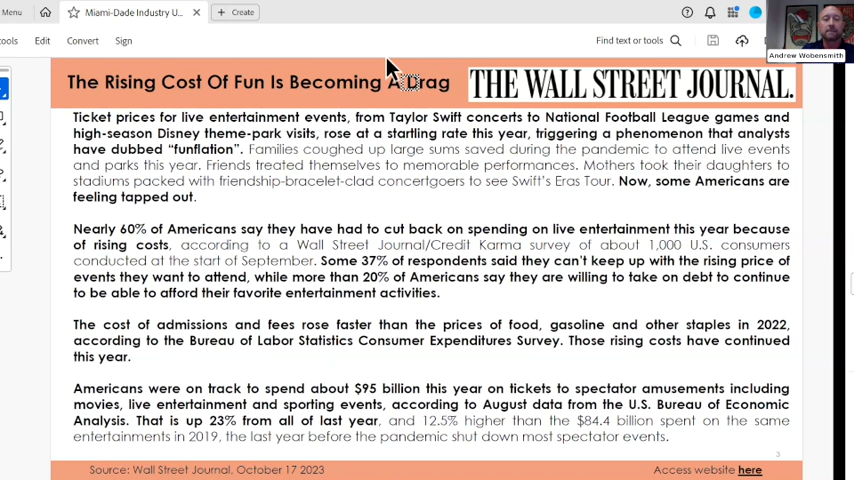 Menu
Miami-Dade Industry U...
Create
ools
Edit
Convert
Sign
Find text or tools
Andrew Wobensmith
The Rising Cost Of Fun Is Becoming A Drag
THE WALL STREET JOURNAL.
Ticket prices for live entertainment events, from Taylor Swift concerts to National Football League games and
high-season Disney theme-park visits, rose at a startling rate this year, triggering a phenomenon that analysts
have dubbed “funflation”. Families coughed up large sums saved during the pandemic to attend live events
and parks this year. Friends treated themselves to memorable performances. Mothers took their daughters to
stadiums packed with friendship-bracelet-clad concertgoers to see Swift’s Eras Tour. Now, some Americans are
feeling tapped out.
Nearly 60% of Americans say they have had to cut back on spending on live entertainment this year because
of rising costs, according to a Wall Street Journal/Credit Karma survey of about 1,000 U.S. consumers
conducted at the start of September. Some 37% of respondents said they can’t keep up with the rising price of
events they want to attend, while more than 20% of Americans say they are willing to take on debt to continue
to be able to afford their favorite entertainment activities.
The cost of admissions and fees rose faster than the prices of food, gasoline and other staples in 2022,
according to the Bureau of Labor Statistics Consumer Expenditures Survey. Those rising costs have continued
this year.
Americans were on track to spend about $95 billion this year on tickets to spectator amusements including
movies, live entertainment and sporting events, according to August data from the U.S. Bureau of Economic
Analysis. That is up 23% from all of last year, and 12.5% higher than the $84.4 billion spent on the same
entertainments in 2019, the last year before the pandemic shut down most spectator events.
3
Source: Wall Street Journal, October 17 2023
Access website here